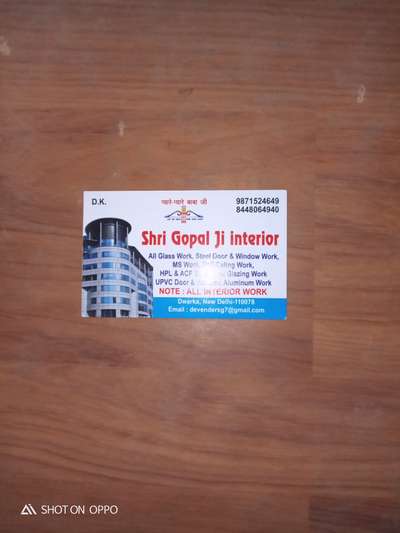 D.K.
प्यारे-प्यारे बाबा जी
9871524649
8448064940
Shri Gopal Ji interior
All Glass Work, Steel Door & Window Work,
MS Work, Ceiling Work,
HPL & ACP Glazing Work
UPVC Door & Aluminum Work
NOTE : ALL INTERIOR WORK
Dwarka, New Delhi-110078
Email : devendersg7@gmail.com
SHOT ON OPPO